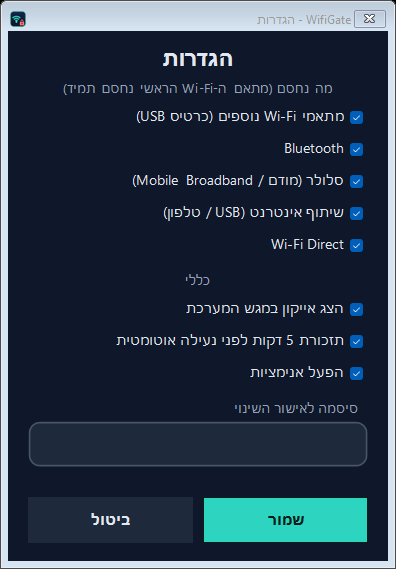 WifiGate - הגדרות
הגדרות
מה נחסם (מתאם ה-Wi-Fi הראשי נחסם תמיד)
מתאמי Wi-Fi נוספים (כרטיס USB)
Bluetooth
סלולר (מודם / Mobile Broadband)
שיתוף אינטרנט (USB / טלפון)
Wi-Fi Direct
כללי
הצג אייקון במגש המערכת
תזכורת 5 דקות לפני נעילה אוטומטית
הפעל אנימציות
סיסמה לאישור השינוי
שמור
ביטול